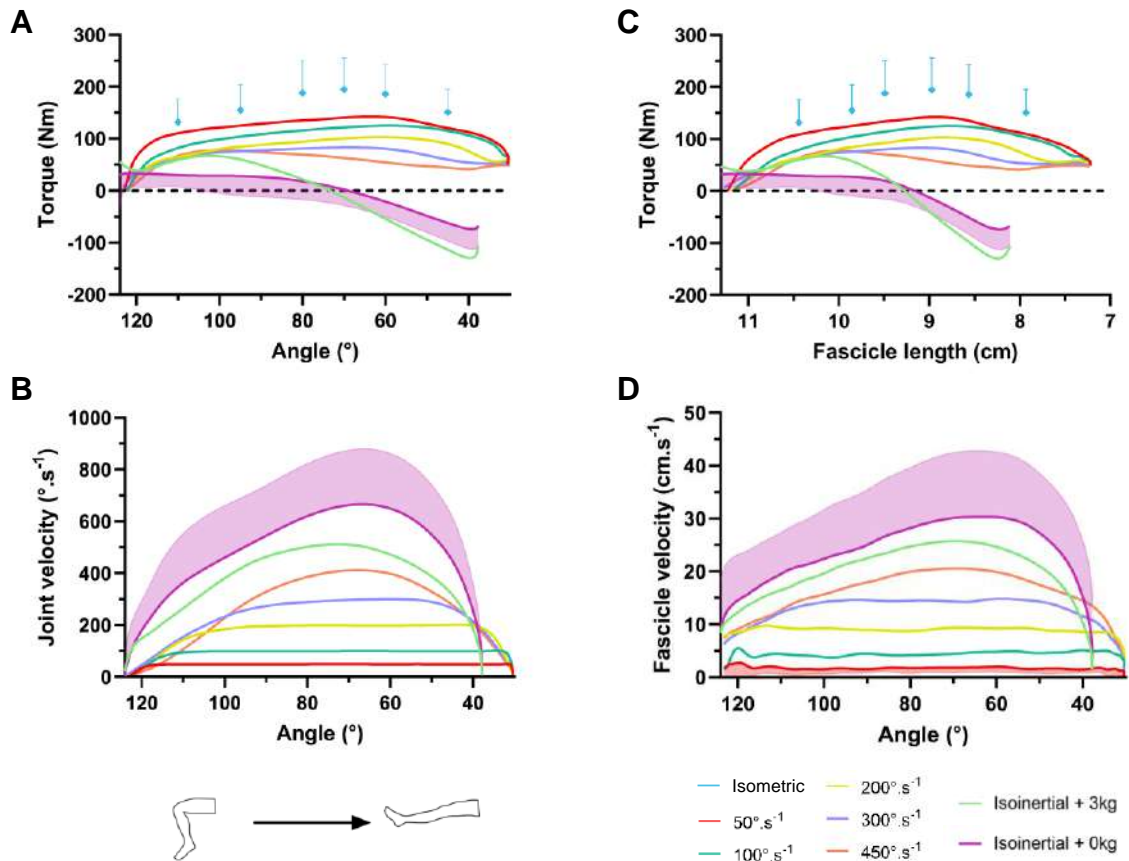 A
300
200
100
0
-100
-200
Torque (Nm)
120
100
80
60
40
Angle (°)
C
300
200
100
0
-100
-200
Torque (Nm)
11
10
9
8
7
Fascicle length (cm)
B
1000
800
600
400
200
0
Joint velocity (°.s⁻¹)
120
100
80
60
40
Angle (°)
D
50
40
30
20
10
0
Fascicle velocity (cm.s⁻¹)
120
100
80
60
40
Angle (°)
Isometric
50°.s⁻¹
100°.s⁻¹
200°.s⁻¹
300°.s⁻¹
450°.s⁻¹
Isoinertial + 3kg
Isoinertial + 0kg